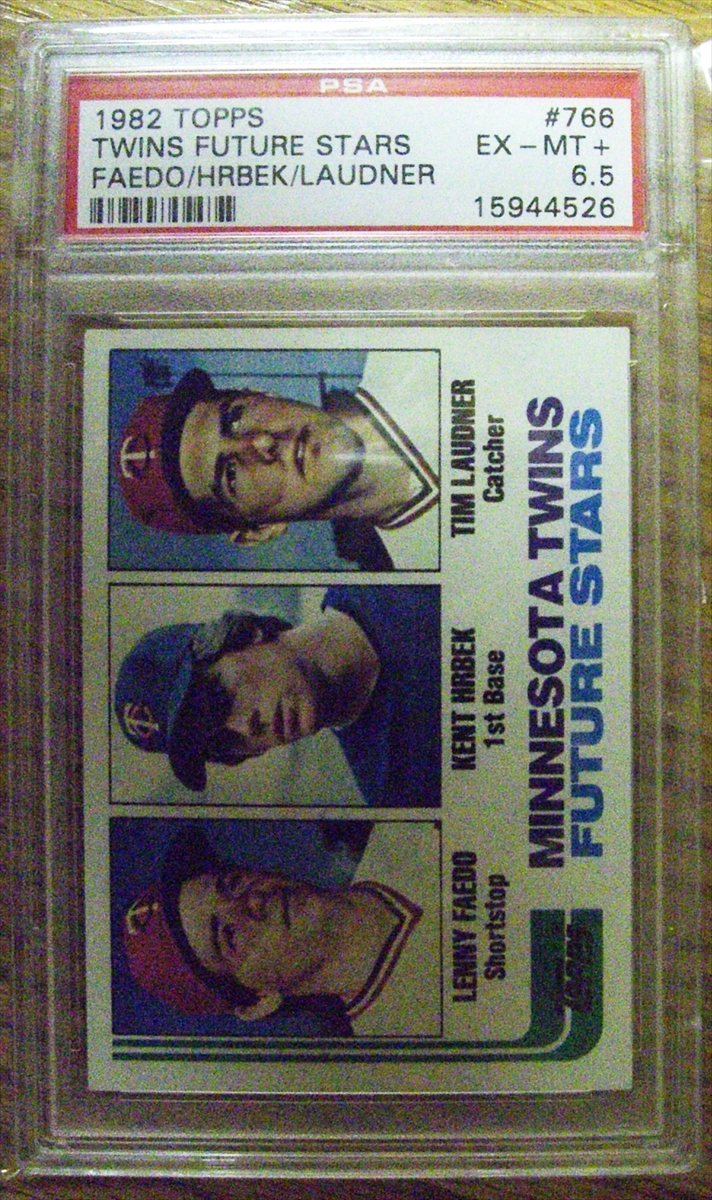 PSA
1982 TOPPS #766
TWINS FUTURE STARS EX-MT+
FAEDO/HRBEK/LAUDNER 6.5
15944526
LENNY FAEDO
Shortstop
KENT HRBEK
1st Base
TIM LAUDNER
Catcher
MINNESOTA TWINS
FUTURE STARS
TOPPS